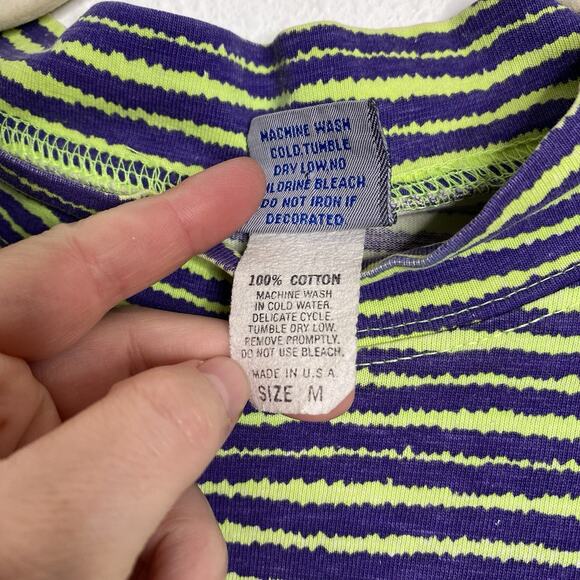 MACHINE WASH
COLD.TUMBLE
DRY LOW.NO
CHLORINE BLEACH
DO NOT IRON IF
DECORATED
100% COTTON
MACHINE WASH
IN COLD WATER.
DELICATE CYCLE.
TUMBLE DRY LOW.
REMOVE PROMPTLY.
DO NOT USE BLEACH.
MADE IN U.S.A.
SIZE M